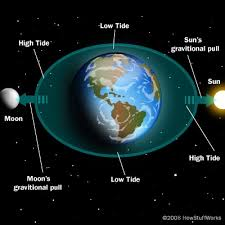 Low Tide
High Tide
Sun's
gravitional pull
Sun
Moon
High Tide
Moon's
gravitional pull
Low Tide
©2008 HowStuffWorks